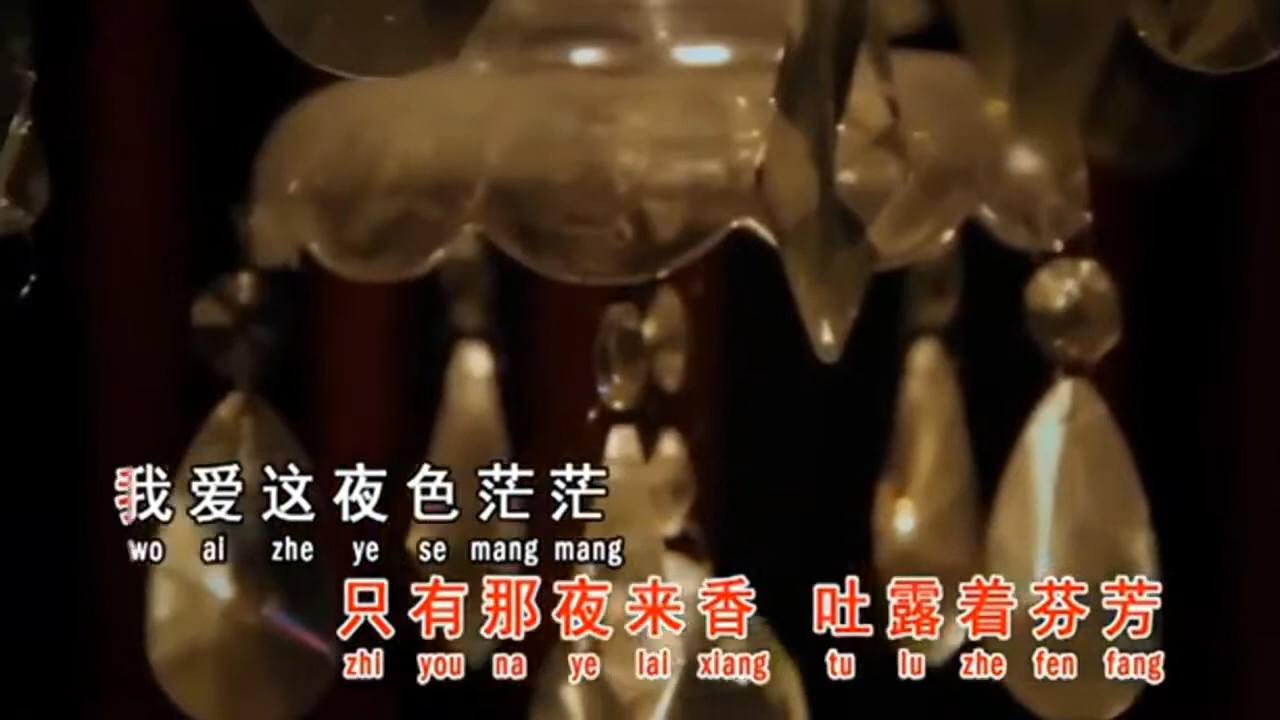 我爱这夜色茫茫
wo ai zhe ye se mang mang
只有那夜来香 吐露着芬芳
zhi you na ye lai xiang tu lu zhe fen fang